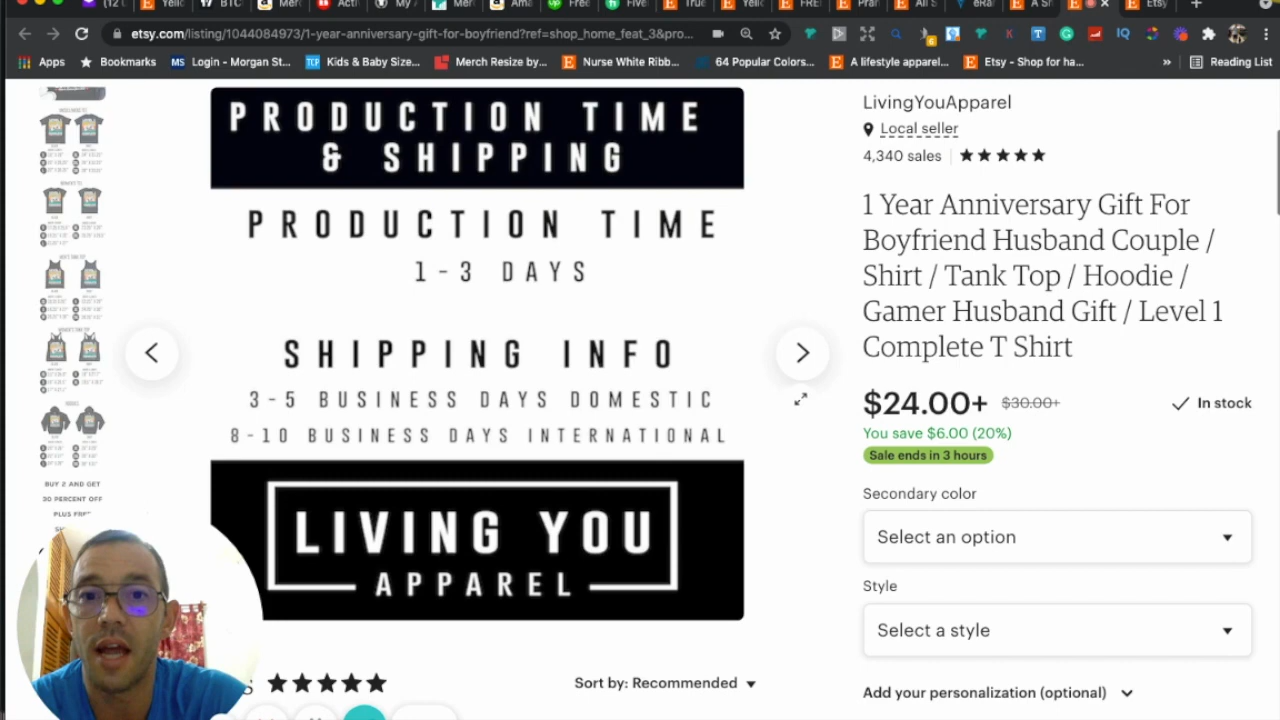 etsy.com/listing/1044084973/1-year-anniversary-gift-for-boyfriend?ref=shop_home_feat_3&pro...
Apps
Bookmarks
Login - Morgan St...
Kids & Baby Size...
Merch Resize by...
Nurse White Ribb...
64 Popular Colors...
A lifestyle apparel...
Etsy - Shop for ha...
»
Reading List
PRODUCTION TIME
& SHIPPING
PRODUCTION TIME
1-3 DAYS
SHIPPING INFO
3-5 BUSINESS DAYS DOMESTIC
8-10 BUSINESS DAYS INTERNATIONAL
LIVING YOU
APPAREL
BUY 2 AND GET
30 PERCENT OFF
Sort by: Recommended
LivingYouApparel
Local seller
4,340 sales
1 Year Anniversary Gift For
Boyfriend Husband Couple /
Shirt / Tank Top / Hoodie /
Gamer Husband Gift / Level 1
Complete T Shirt
$24.00+ $30.00+
In stock
You save $6.00 (20%)
Sale ends in 3 hours
Secondary color
Select an option
Style
Select a style
Add your personalization (optional)